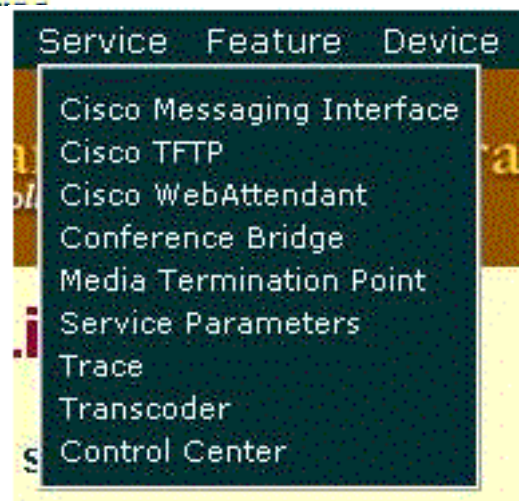 Service Feature Device
Cisco Messaging Interface
Cisco TFTP
Cisco WebAttendant
Conference Bridge
Media Termination Point
Service Parameters
Trace
Transcoder
Control Center